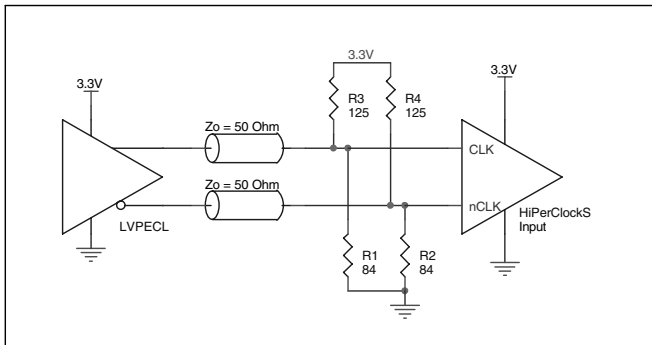 3.3V
3.3V
3.3V
R3
125
R4
125
Zo = 50 Ohm
CLK
Zo = 50 Ohm
nCLK
HiPerClockS
Input
LVPECL
R1
84
R2
84